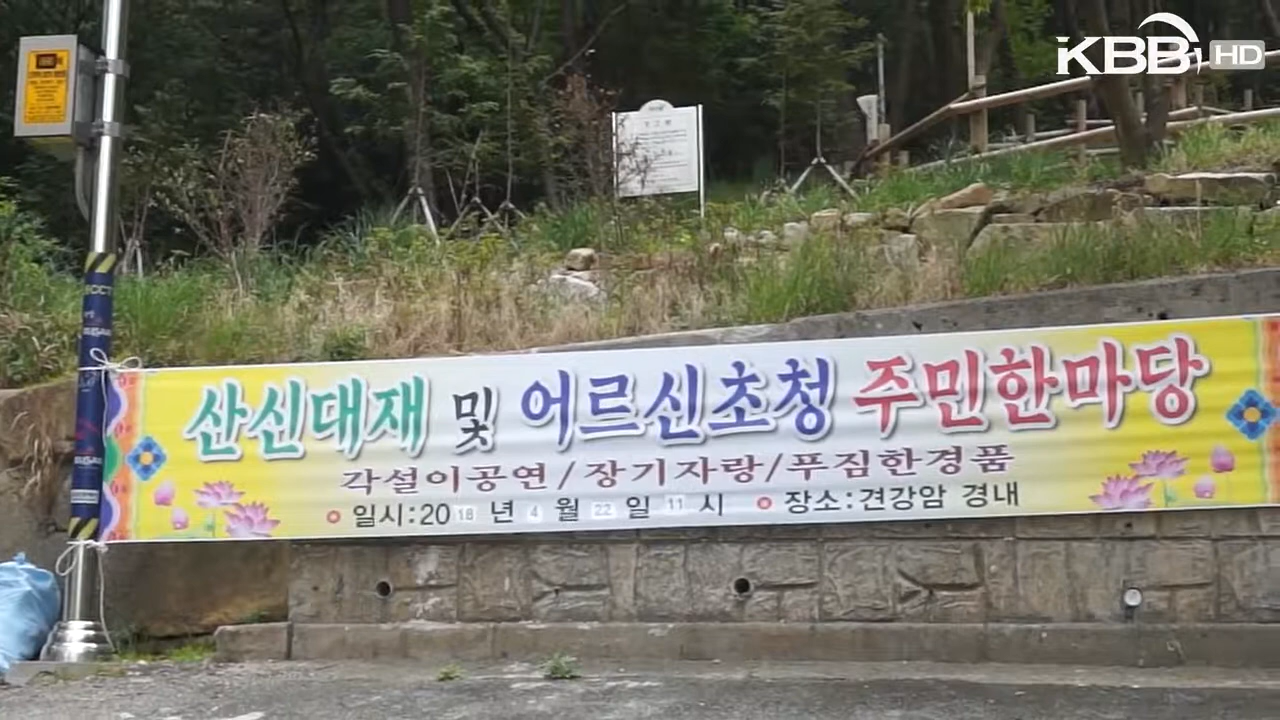 KBBi HD
산신대재 및 어르신초청 주민한마당
각설이공연/장기자랑/푸짐한경품
일시:2018년 4월 22일 11시 장소:견강암 경내